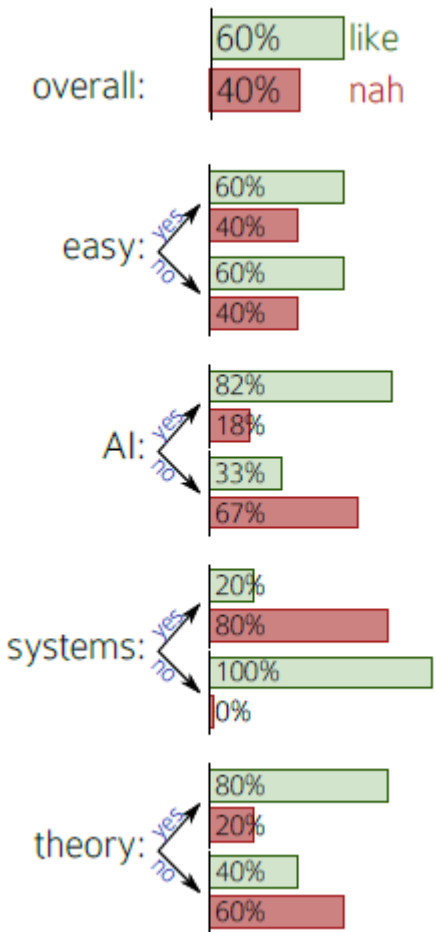 60% like
overall: 40% nah
60%
yes 40%
easy:
no 60%
40%
82%
yes 18%
AI:
no 33%
67%
20%
yes 80%
systems:
no 100%
0%
80%
yes 20%
theory:
no 40%
60%